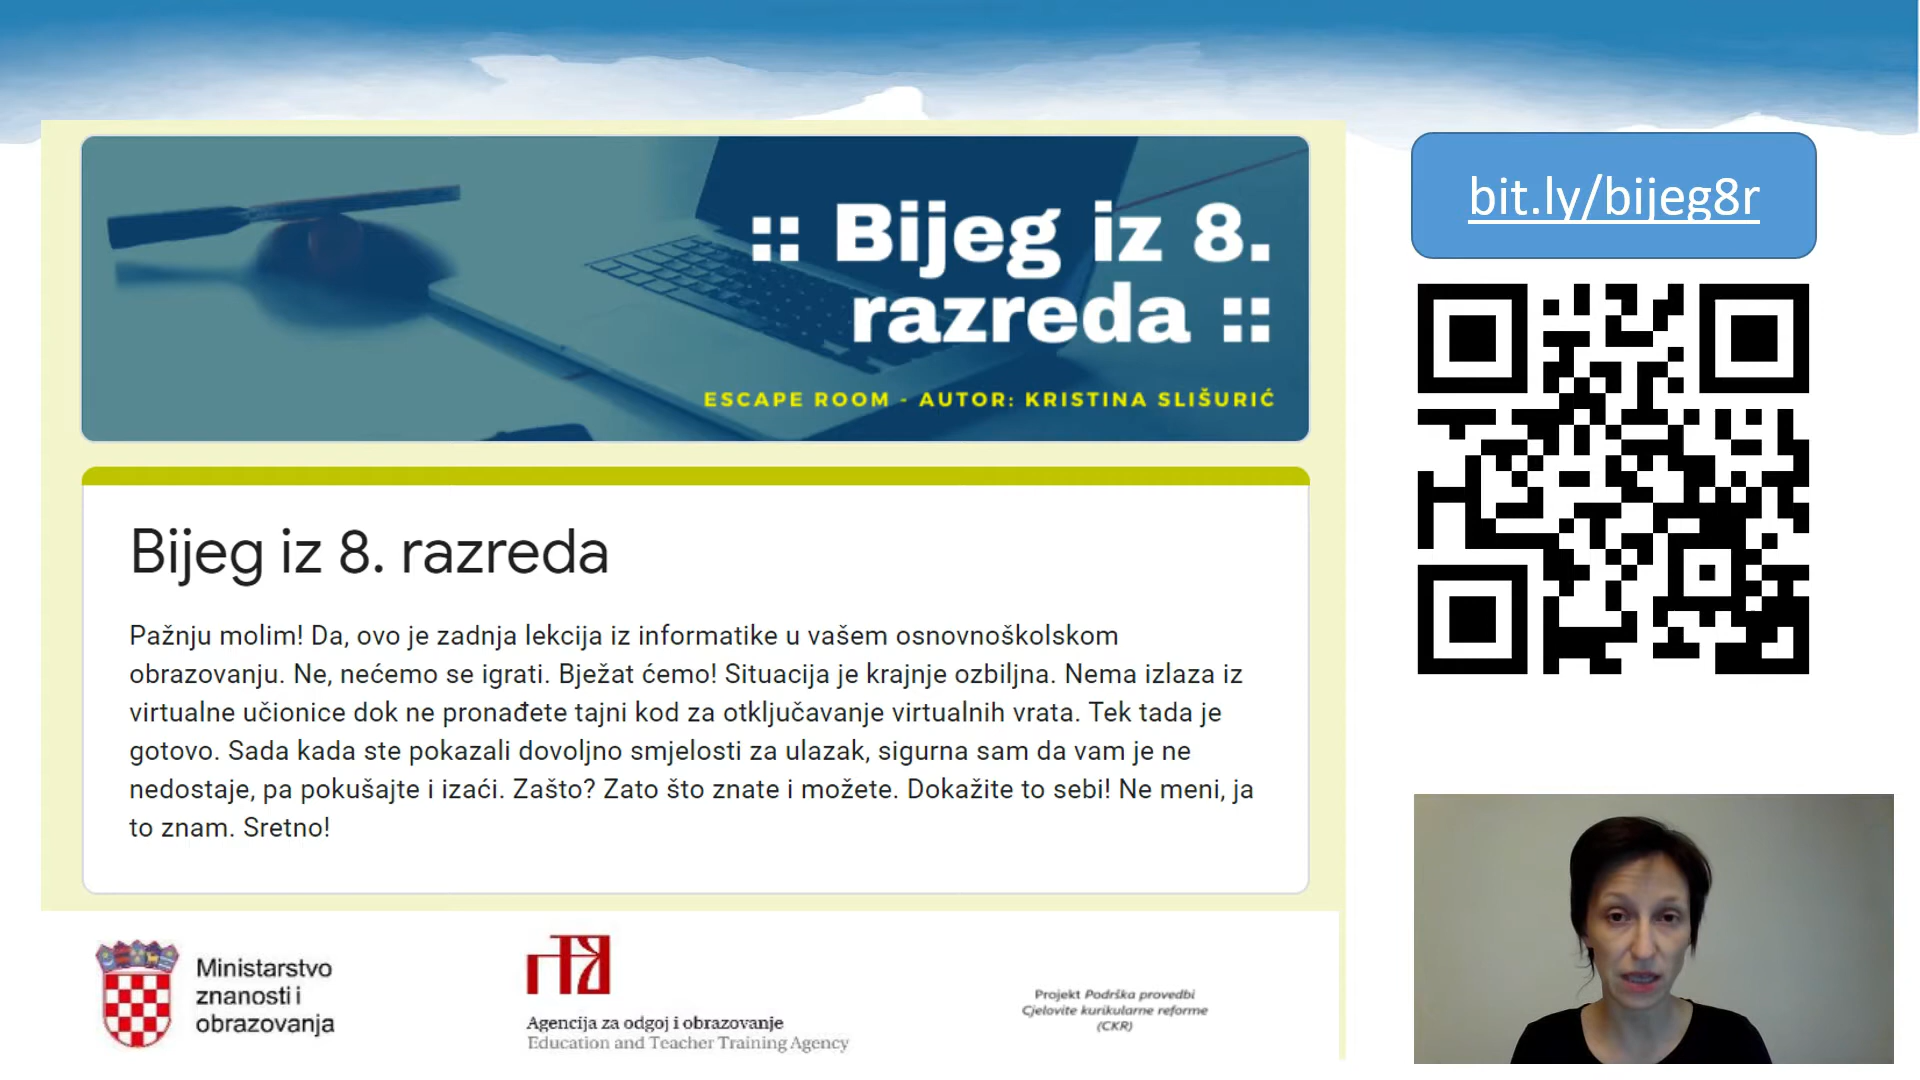 :: Bijeg iz 8.
razreda ::
ESCAPE ROOM - AUTOR: KRISTINA SLIŠURIĆ
bit.ly/bijeg8r
Bijeg iz 8. razreda
Pažnju molim! Da, ovo je zadnja lekcija iz informatike u vašem osnovnoškolskom
obrazovanju. Ne, nećemo se igrati. Bježat ćemo! Situacija je krajnje ozbiljna. Nema izlaza iz
virtualne učionice dok ne pronađete tajni kod za otključavanje virtualnih vrata. Tek tada je
gotovo. Sada kada ste pokazali dovoljno smjelosti za ulazak, sigurna sam da vam je ne
nedostaje, pa pokušajte i izaći. Zašto? Zato što znate i možete. Dokažite to sebi! Ne meni, ja
to znam. Sretno!
Ministarstvo
znanosti i
obrazovanja
Agencija za odgoj i obrazovanje
Education and Teacher Training Agency
Projekt Podrška provedbi
Cjelovite kurikularne reforme
(CKR)